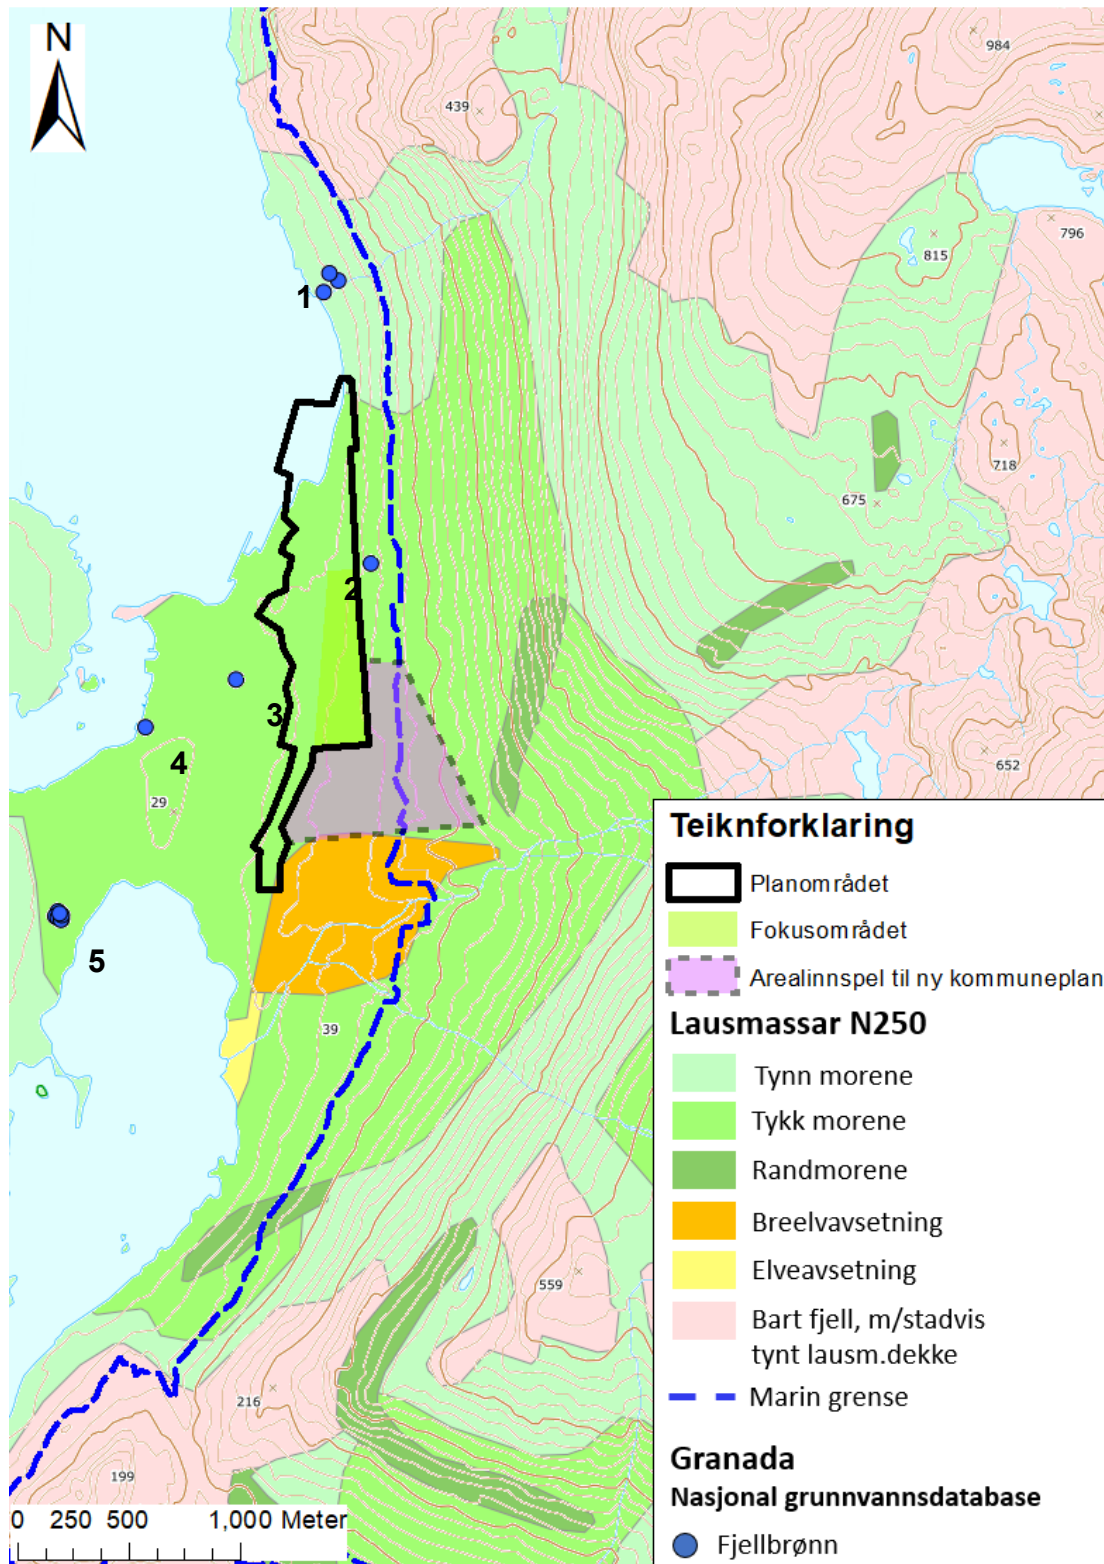 N
984
439
796
815
1
718
675
2
3
652
4
29
5
39
559
216
199
0 250 500 1,000 Meter
Teiknforklaring
Planområdet
Fokusområdet
Arealinnspel til ny kommuneplan
Lausmassar N250
Tynn morene
Tykk morene
Randmorene
Breelvavsetning
Elveavsetning
Bart fjell, m/stadvis
tynt lausm.dekke
Marin grense
Granada
Nasjonal grunnvannsdatabase
Fjellbrønn